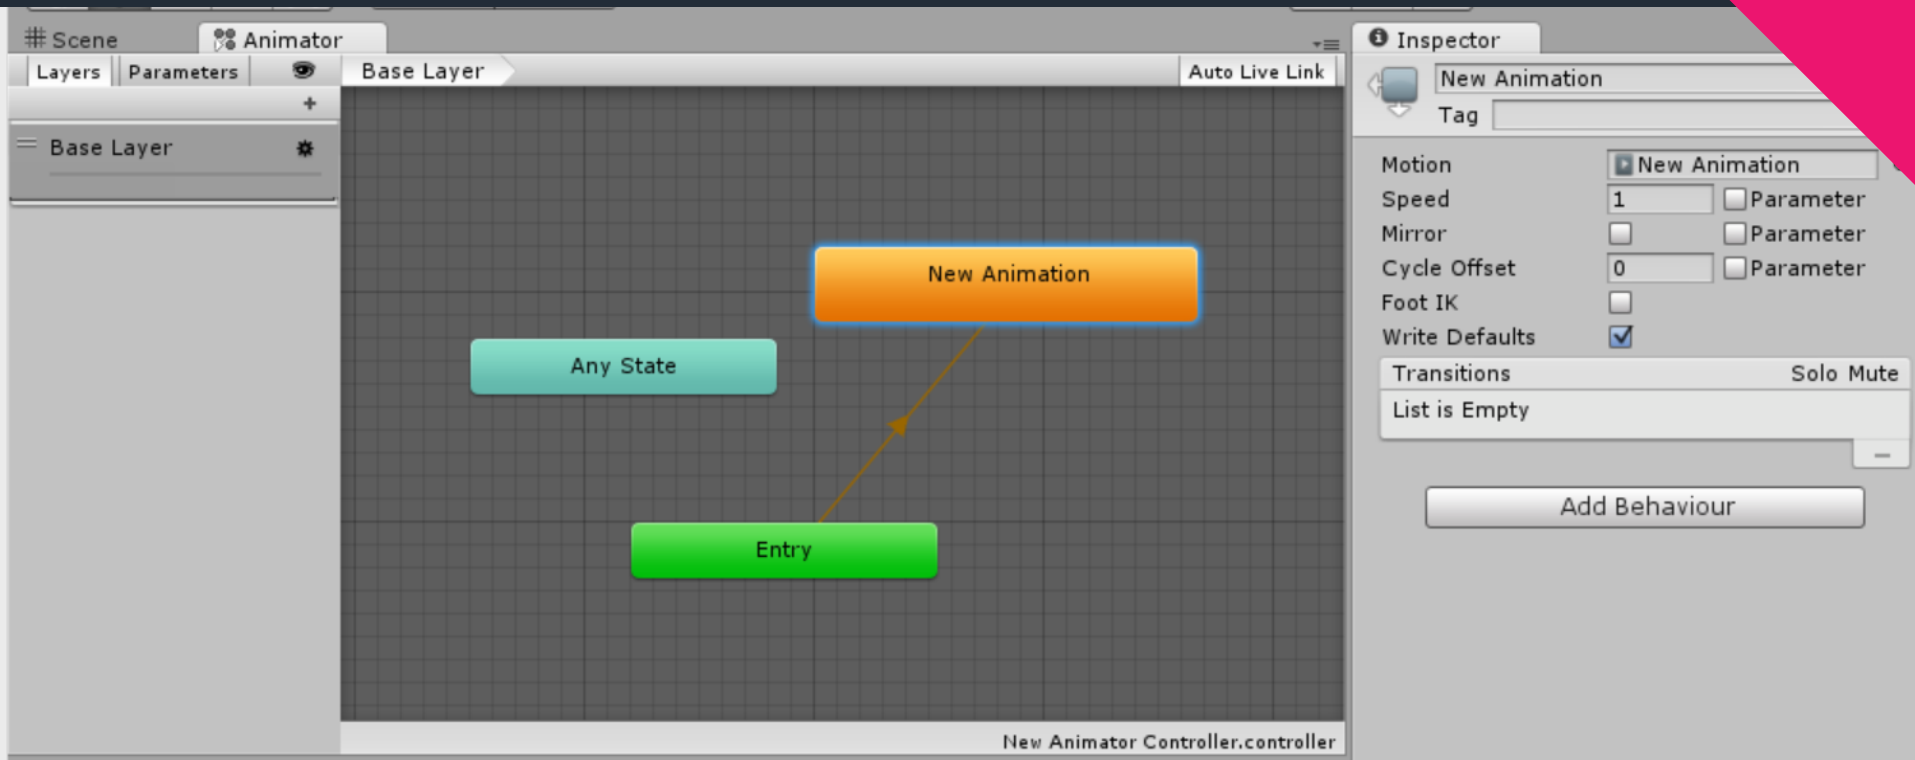 Scene
Animator
Layers
Parameters
Base Layer
Auto Live Link
Base Layer
New Animation
Any State
Entry
New Animator Controller.controller
Inspector
New Animation
Tag
Motion New Animation
Speed 1 Parameter
Mirror Parameter
Cycle Offset 0 Parameter
Foot IK
Write Defaults
Transitions Solo Mute
List is Empty
Add Behaviour